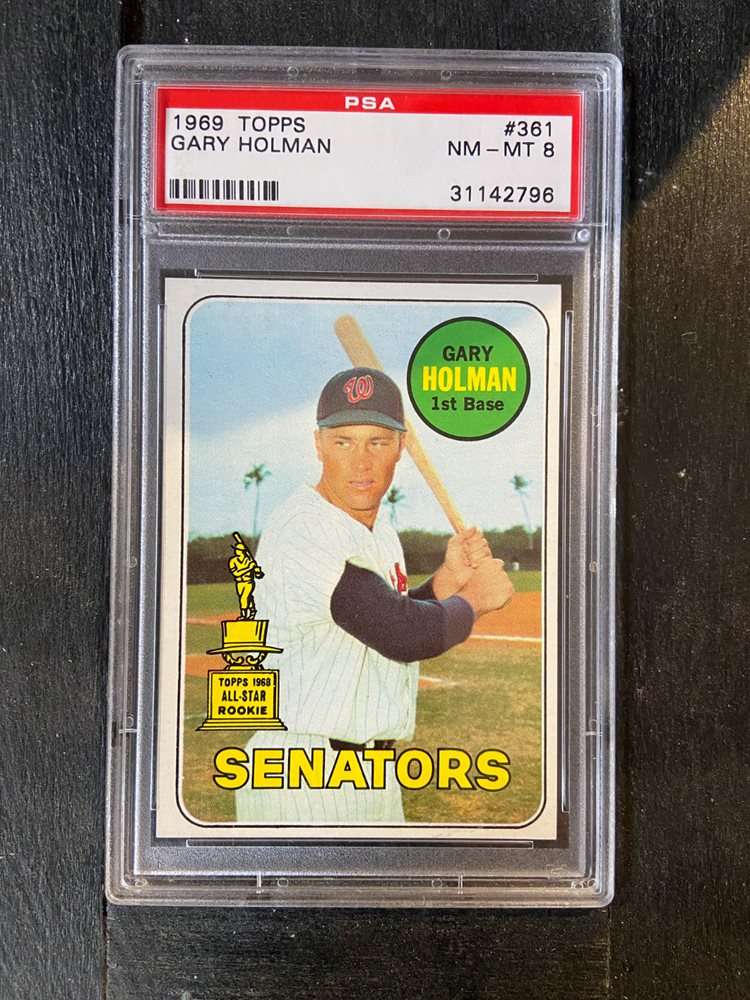 PSA
1969 TOPPS #361
GARY HOLMAN NM-MT 8
31142796
W
GARY
HOLMAN
1st Base
TOPPS 1968
ALL-STAR
ROOKIE
SENATORS